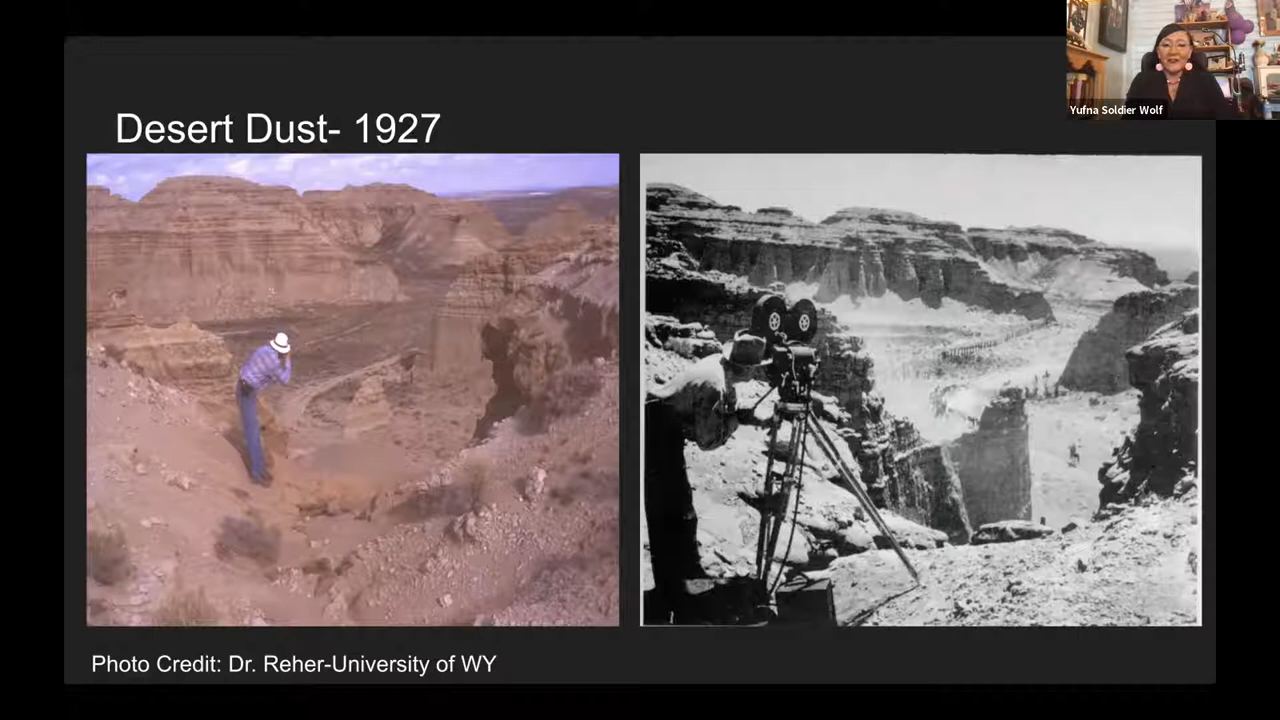 Yufna Soldier Wolf
Desert Dust- 1927
Photo Credit: Dr. Reher-University of WY